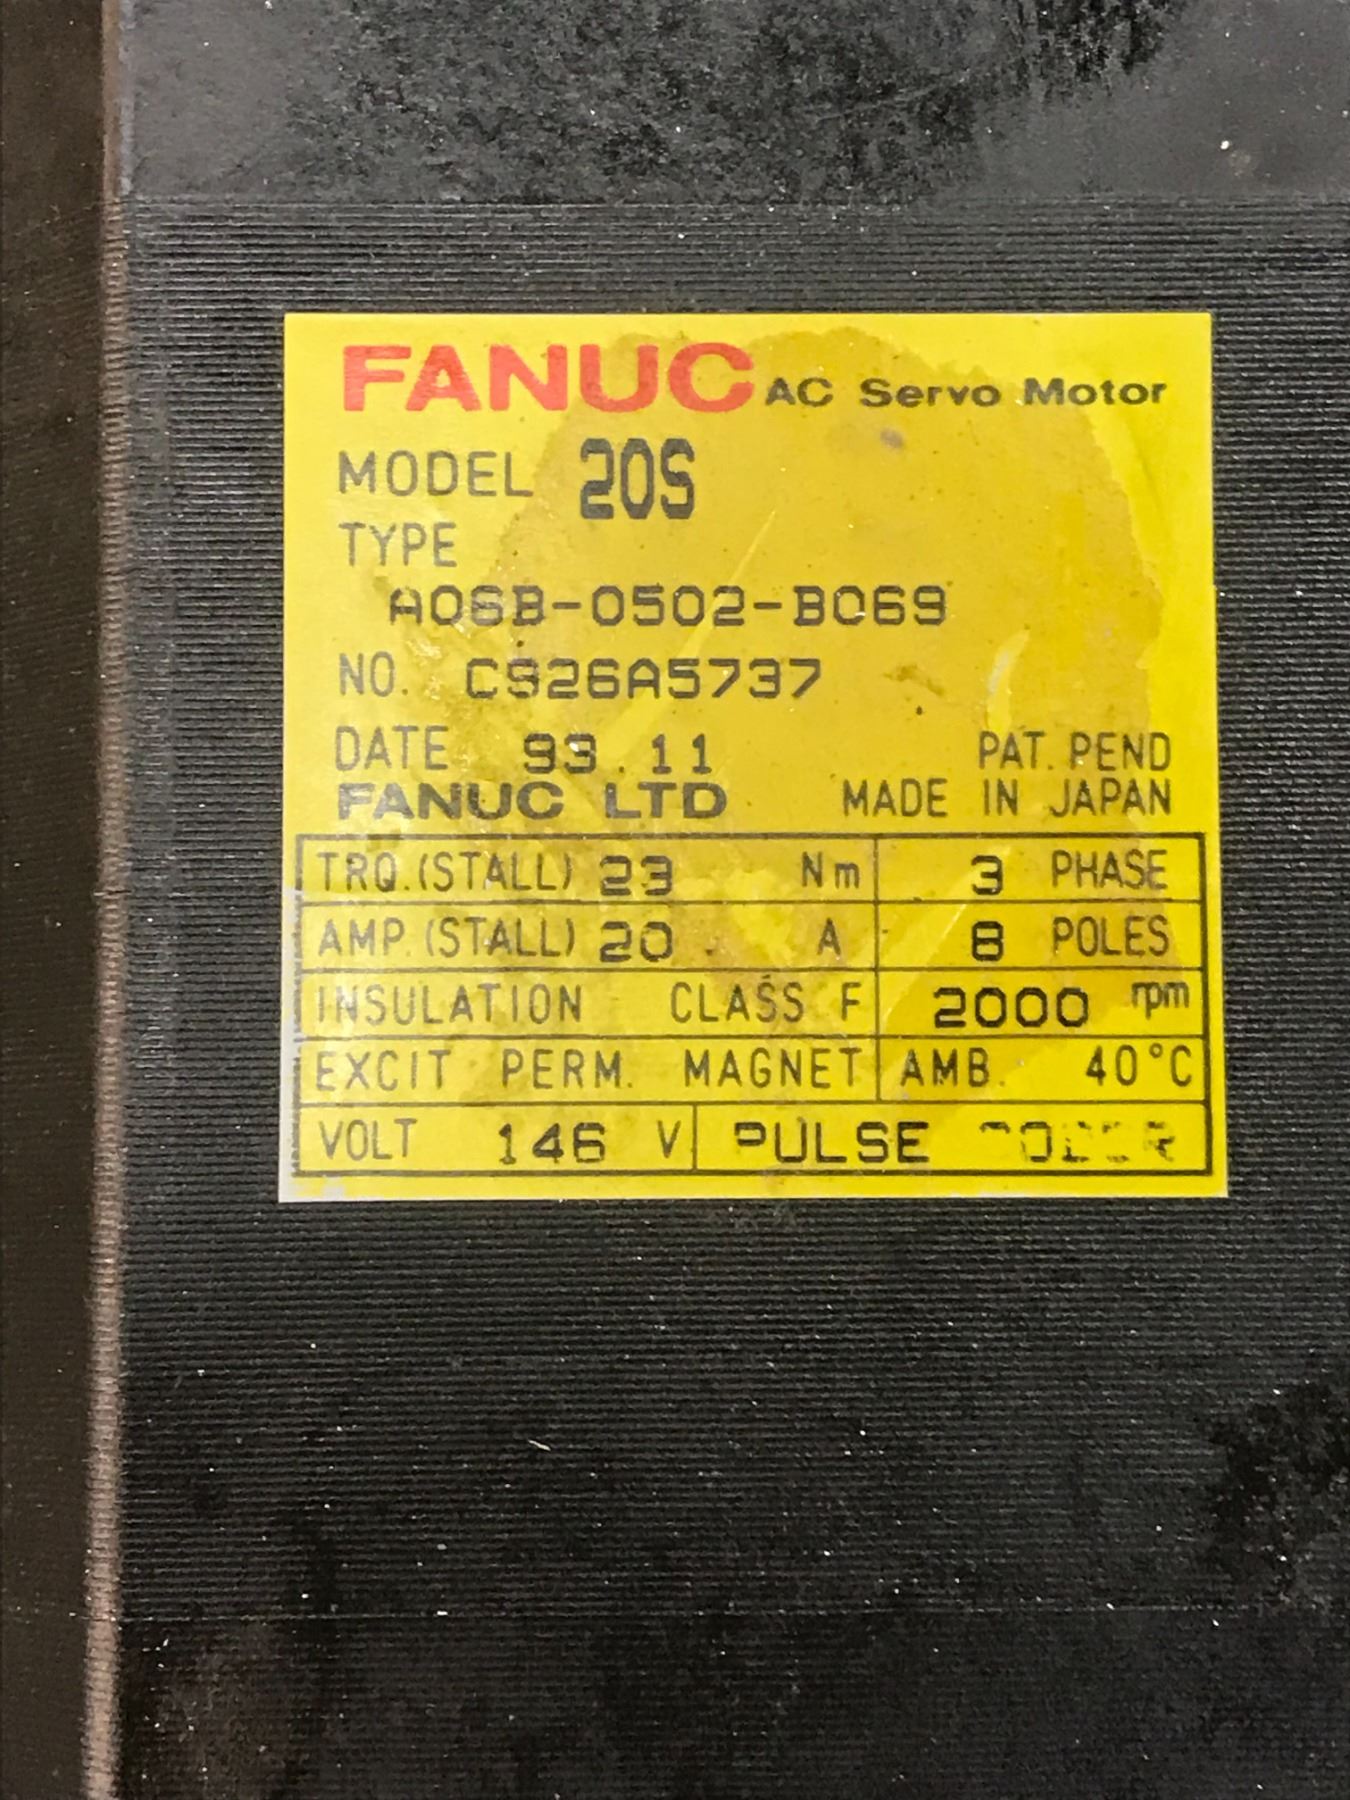 FANUC AC Servo Motor
MODEL 20S
TYPE
A06B-0502-B069
NO. C926A5737
DATE 93.11 PAT. PEND
FANUC LTD MADE IN JAPAN
TRQ.(STALL) 23 Nm 3 PHASE
AMP.(STALL) 20. A 8 POLES
INSULATION CLASS F 2000 rpm
EXCIT PERM. MAGNET AMB. 40°C
VOLT 146 V PULSE CODER